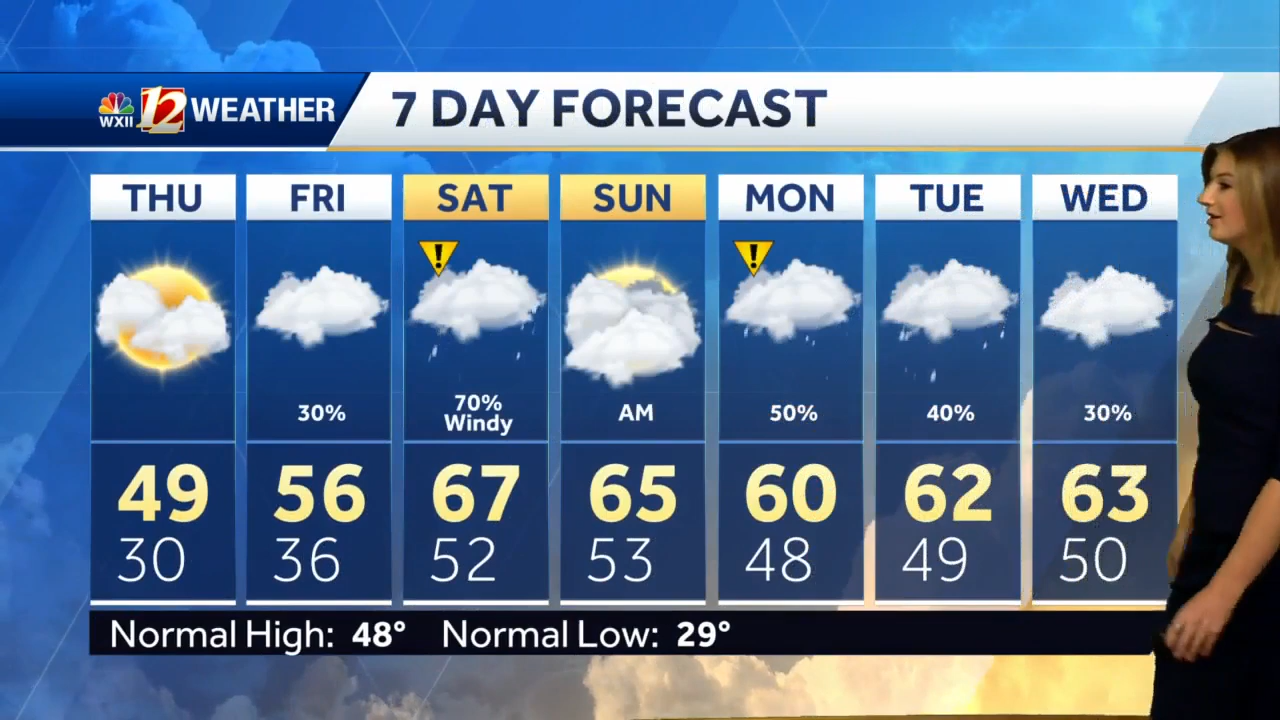 WXII 12 WEATHER
7 DAY FORECAST
THU FRI SAT SUN MON TUE WED
! !
30% 70% Windy AM 50% 40% 30%
49 56 67 65 60 62 63
30 36 52 53 48 49 50
Normal High: 48° Normal Low: 29°